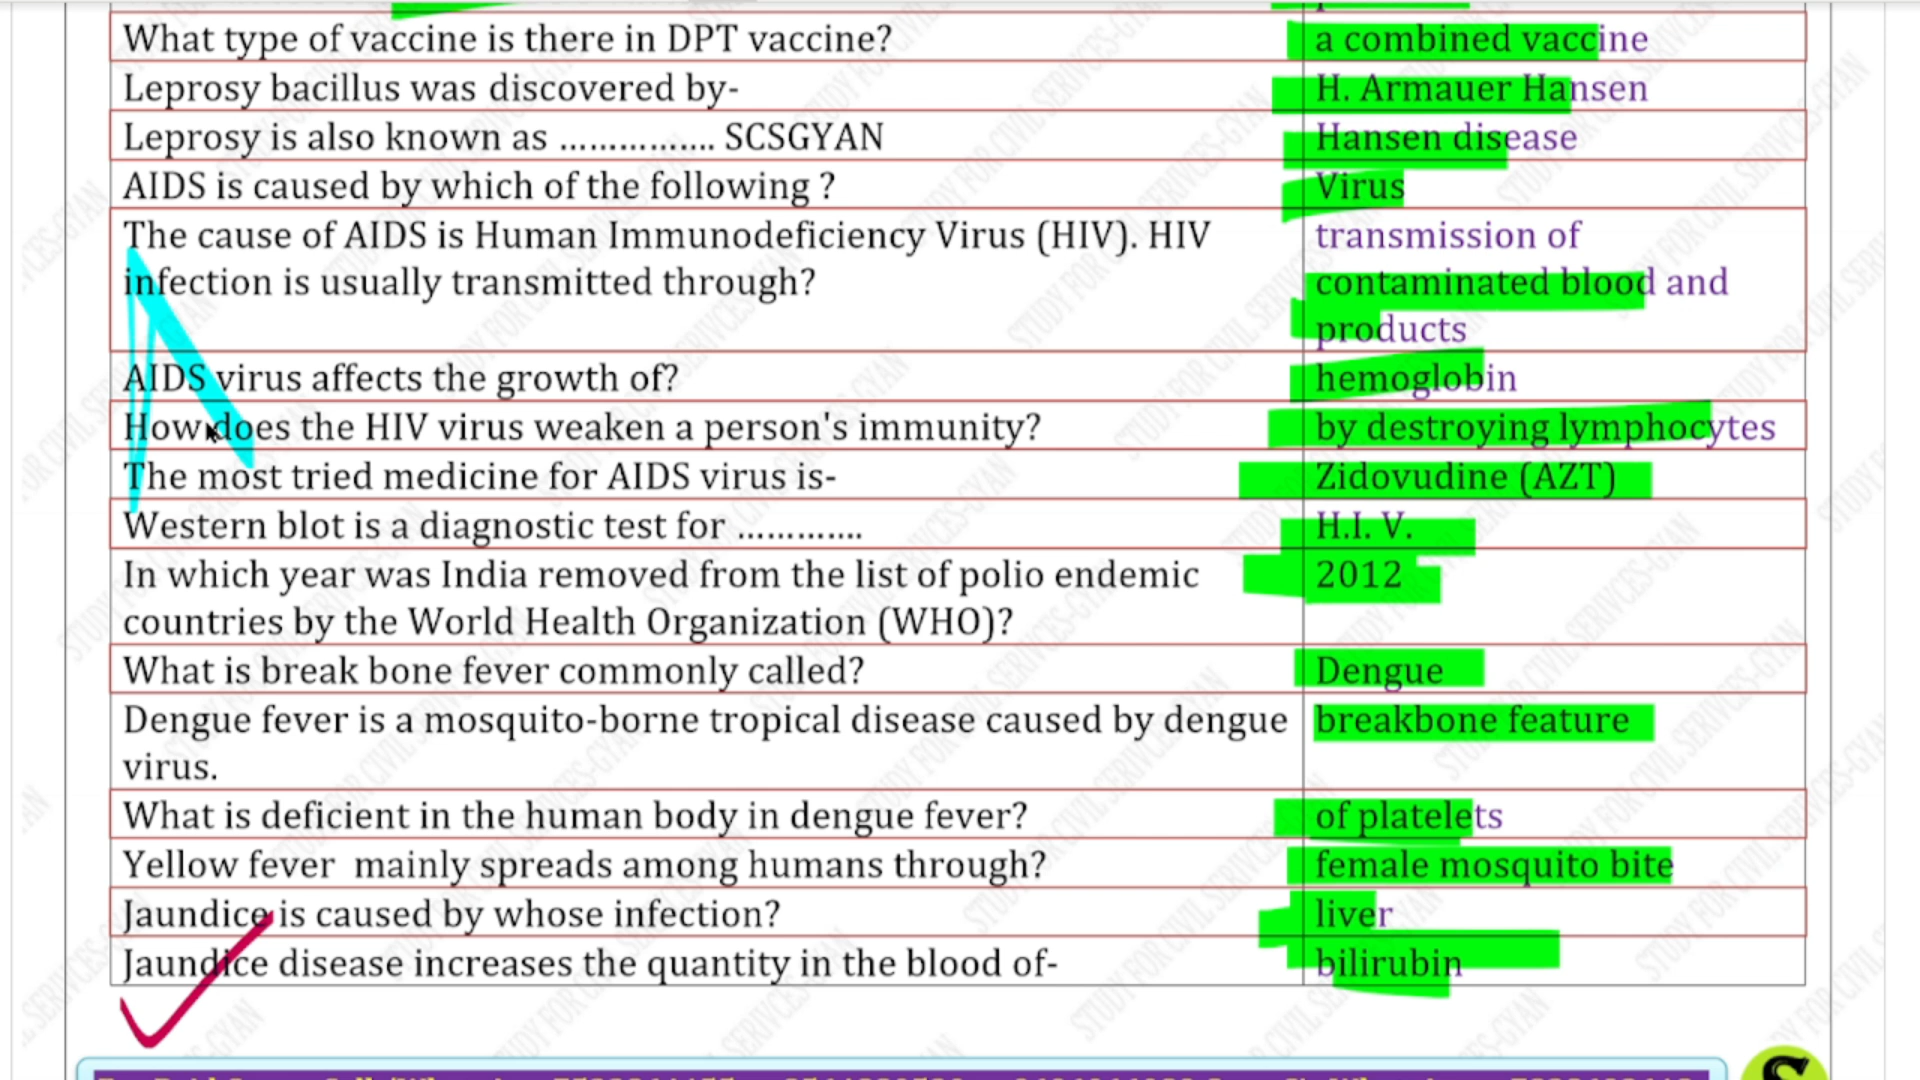 What type of vaccine is there in DPT vaccine? a combined vaccine
Leprosy bacillus was discovered by- H. Armauer Hansen
Leprosy is also known as ................ SCSGYAN Hansen disease
AIDS is caused by which of the following ? Virus
The cause of AIDS is Human Immunodeficiency Virus (HIV). HIV transmission of
infection is usually transmitted through? contaminated blood and
products
AIDS virus affects the growth of? hemoglobin
How does the HIV virus weaken a person's immunity? by destroying lymphocytes
The most tried medicine for AIDS virus is- Zidovudine (AZT)
Western blot is a diagnostic test for ............. H.I. V.
In which year was India removed from the list of polio endemic 2012
countries by the World Health Organization (WHO)?
What is break bone fever commonly called? Dengue
Dengue fever is a mosquito-borne tropical disease caused by dengue breakbone feature
virus.
What is deficient in the human body in dengue fever? of platelets
Yellow fever mainly spreads among humans through? female mosquito bite
Jaundice is caused by whose infection? liver
Jaundice disease increases the quantity in the blood of- bilirubin